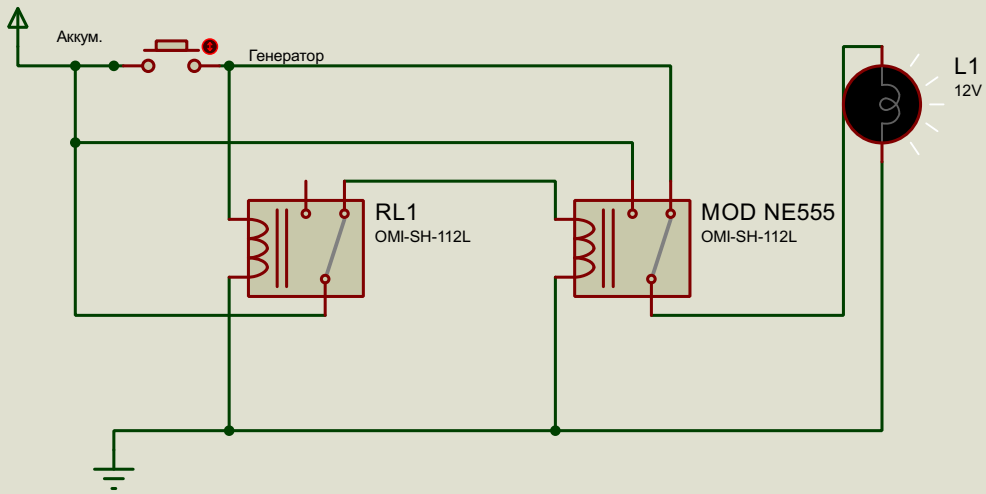 Аккум.
Генератор
L1
12V
RL1
OMI-SH-112L
MOD NE555
OMI-SH-112L